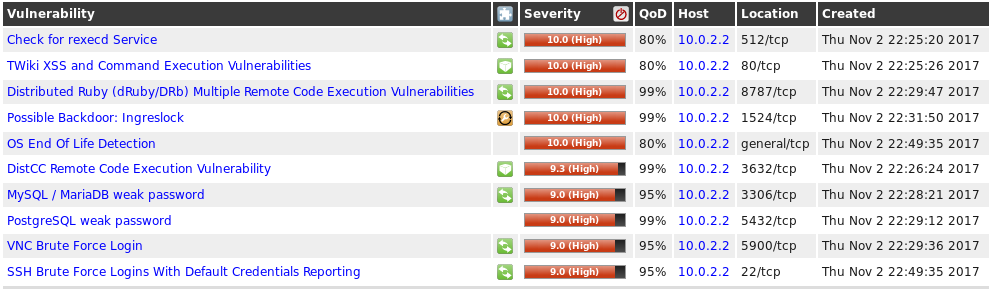 Vulnerability Severity QoD Host Location Created
Check for rexecd Service 10.0 (High) 80% 10.0.2.2 512/tcp Thu Nov 2 22:25:20 2017
TWiki XSS and Command Execution Vulnerabilities 10.0 (High) 80% 10.0.2.2 80/tcp Thu Nov 2 22:25:26 2017
Distributed Ruby (dRuby/DRb) Multiple Remote Code Execution Vulnerabilities 10.0 (High) 99% 10.0.2.2 8787/tcp Thu Nov 2 22:29:47 2017
Possible Backdoor: Ingreslock 10.0 (High) 99% 10.0.2.2 1524/tcp Thu Nov 2 22:31:50 2017
OS End Of Life Detection 10.0 (High) 80% 10.0.2.2 general/tcp Thu Nov 2 22:49:35 2017
DistCC Remote Code Execution Vulnerability 9.3 (High) 99% 10.0.2.2 3632/tcp Thu Nov 2 22:26:24 2017
MySQL / MariaDB weak password 9.0 (High) 95% 10.0.2.2 3306/tcp Thu Nov 2 22:28:21 2017
PostgreSQL weak password 9.0 (High) 99% 10.0.2.2 5432/tcp Thu Nov 2 22:29:12 2017
VNC Brute Force Login 9.0 (High) 95% 10.0.2.2 5900/tcp Thu Nov 2 22:29:36 2017
SSH Brute Force Logins With Default Credentials Reporting 9.0 (High) 95% 10.0.2.2 22/tcp Thu Nov 2 22:49:35 2017